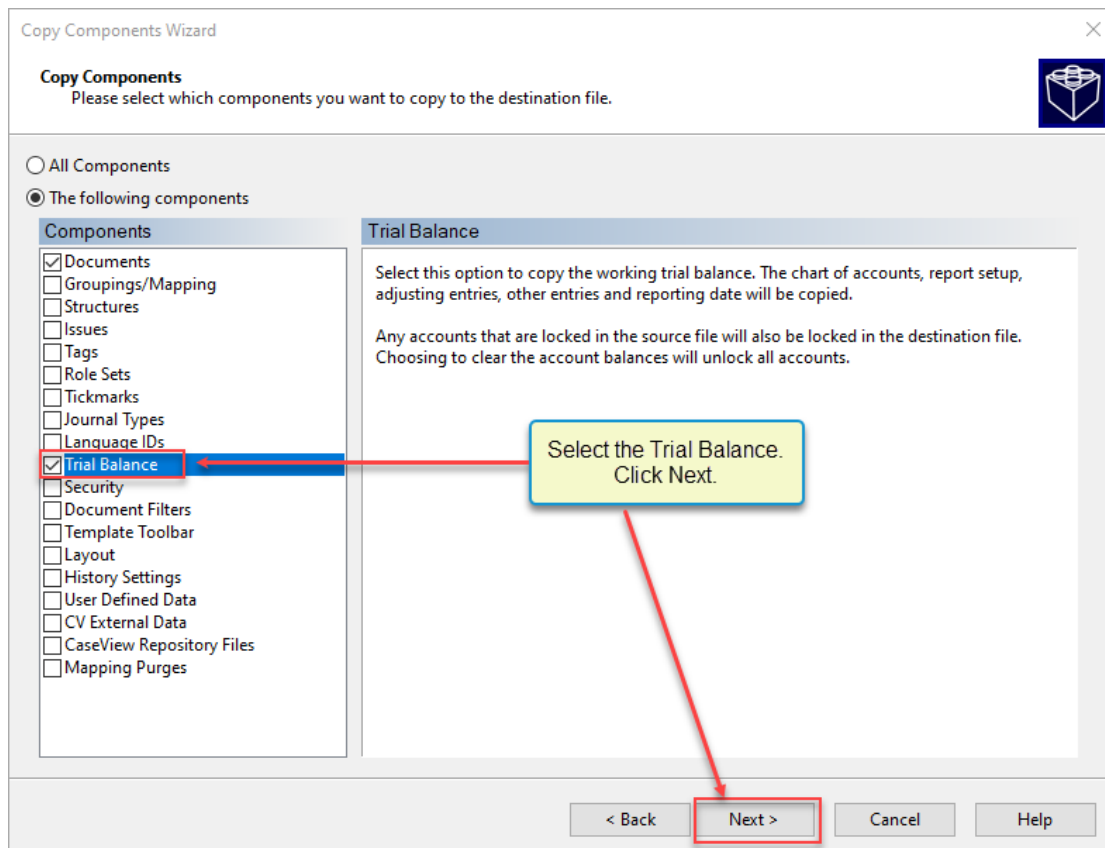 Copy Components Wizard
Copy Components
Please select which components you want to copy to the destination file.
All Components
The following components
Components
Documents
Groupings/Mapping
Structures
Issues
Tags
Role Sets
Tickmarks
Journal Types
Language IDs
Trial Balance
Security
Document Filters
Template Toolbar
Layout
History Settings
User Defined Data
CV External Data
CaseView Repository Files
Mapping Purges
Trial Balance
Select this option to copy the working trial balance. The chart of accounts, report setup,
adjusting entries, other entries and reporting date will be copied.
Any accounts that are locked in the source file will also be locked in the destination file.
Choosing to clear the account balances will unlock all accounts.
Select the Trial Balance.
Click Next.
< Back
Next >
Cancel
Help